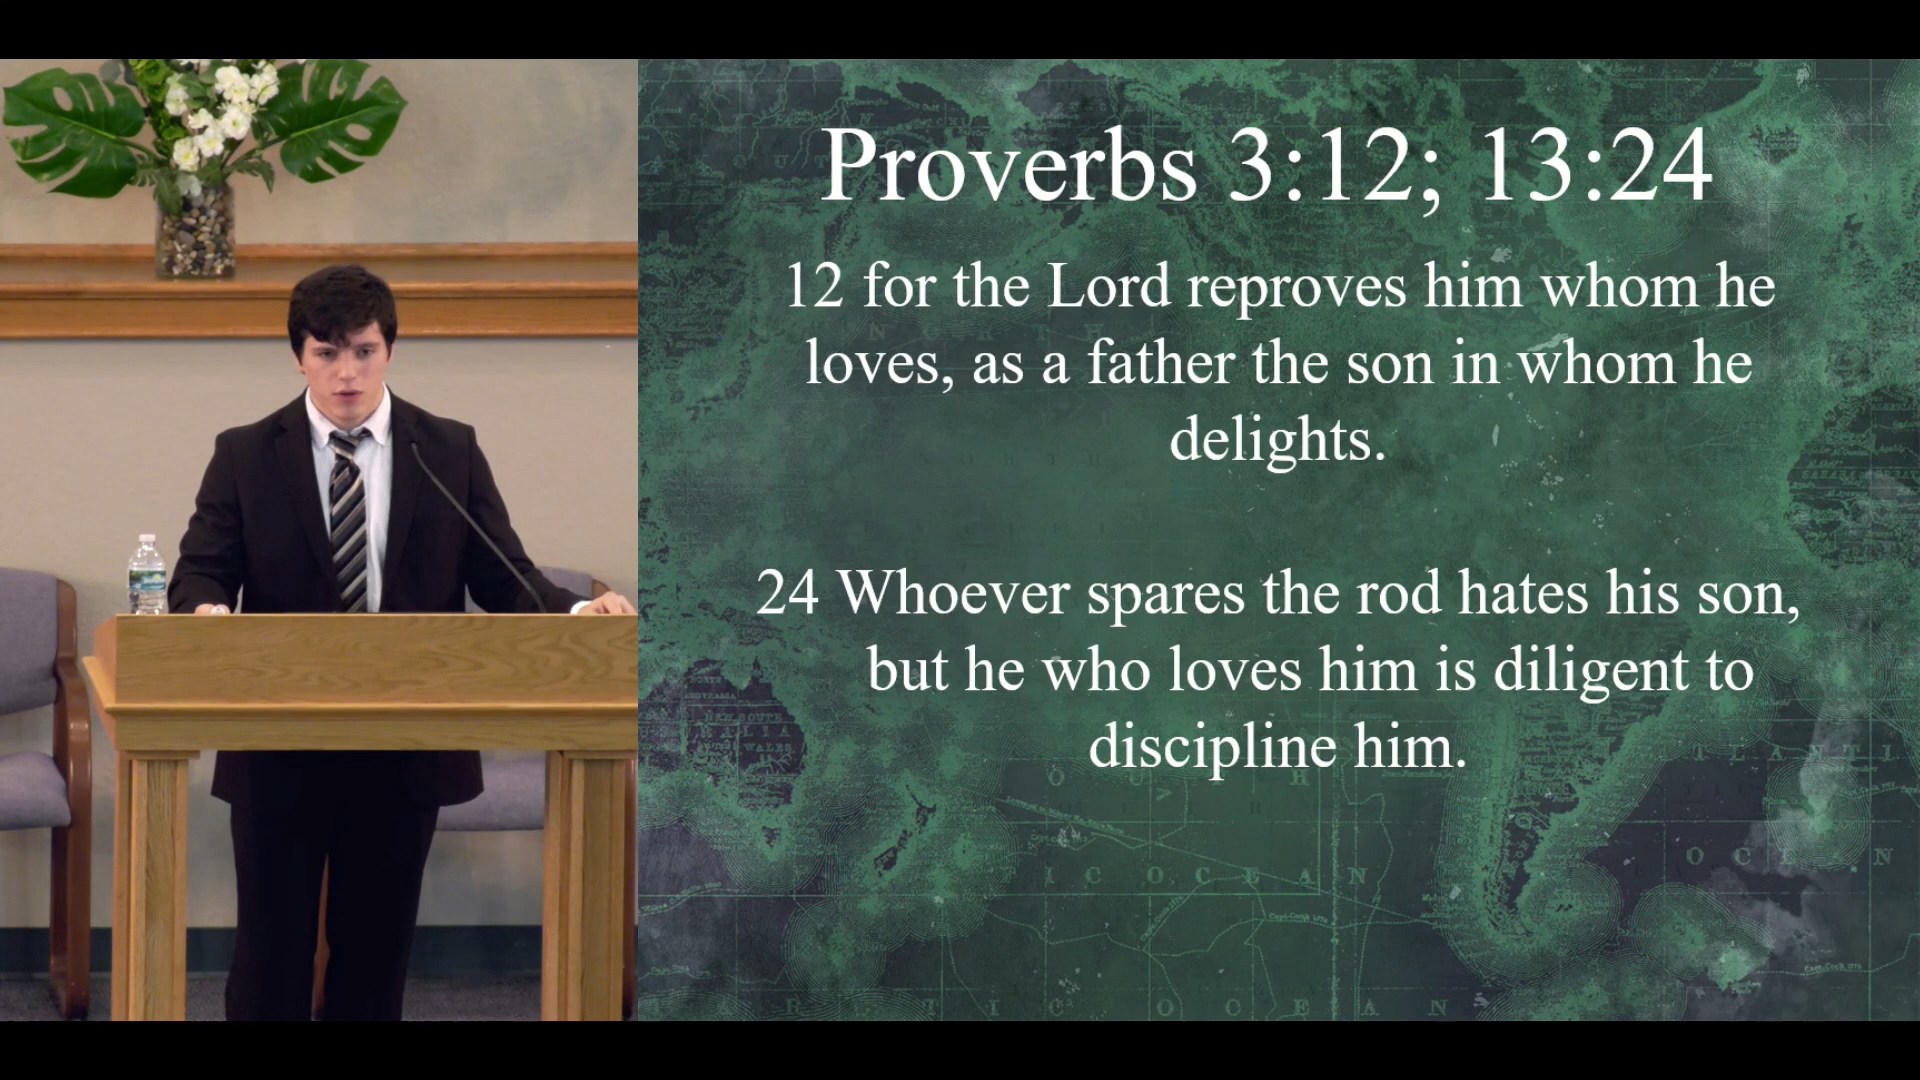 Proverbs 3:12; 13:24
12 for the Lord reproves him whom he
loves, as a father the son in whom he
delights.
24 Whoever spares the rod hates his son,
but he who loves him is diligent to
discipline him.
N O R T H
O U T H
I C O C E A N
O C E A N
T L A N T I
A R C T I C O C E A N